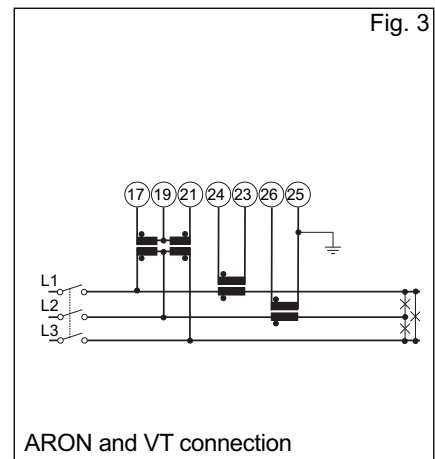 Fig. 3
17 19 21 24 23 26 25
L1
L2
L3
ARON and VT connection